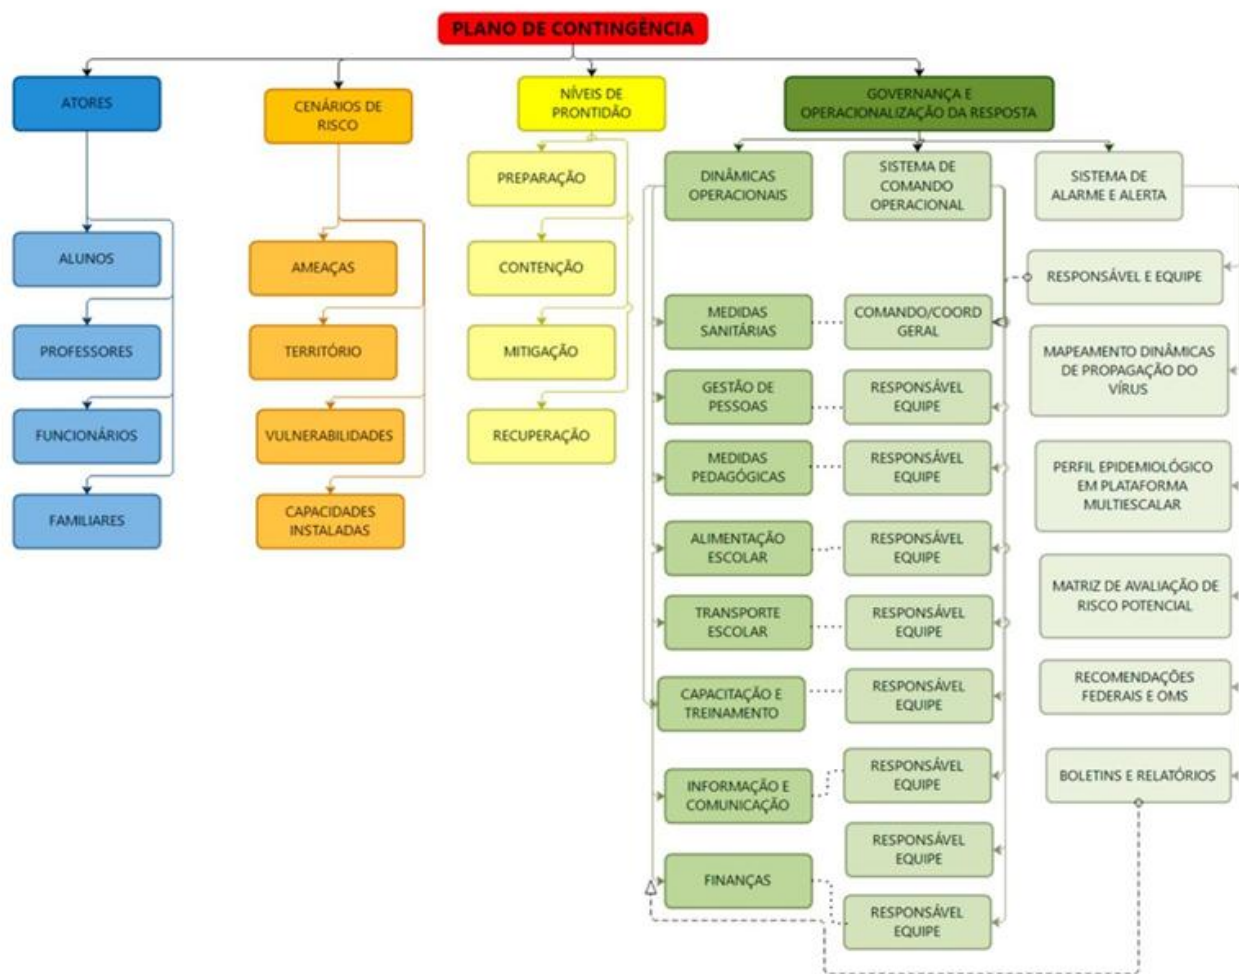 PLANO DE CONTINGÊNCIA
ATORES
ALUNOS
PROFESSORES
FUNCIONÁRIOS
FAMILIARES
CENÁRIOS DE
RISCO
AMEAÇAS
TERRITÓRIO
VULNERABILIDADES
CAPACIDADES
INSTALADAS
NÍVEIS DE
PRONTIDÃO
PREPARAÇÃO
CONTENÇÃO
MITIGAÇÃO
RECUPERAÇÃO
GOVERNANÇA E
OPERACIONALIZAÇÃO DA RESPOSTA
DINÂMICAS
OPERACIONAIS
MEDIDAS
SANITÁRIAS
GESTÃO DE
PESSOAS
MEDIDAS
PEDAGÓGICAS
ALIMENTAÇÃO
ESCOLAR
TRANSPORTE
ESCOLAR
CAPACITAÇÃO E
TREINAMENTO
INFORMAÇÃO E
COMUNICAÇÃO
FINANÇAS
SISTEMA DE
COMANDO
OPERACIONAL
COMANDO/COORD
GERAL
RESPONSÁVEL
EQUIPE
RESPONSÁVEL
EQUIPE
RESPONSÁVEL
EQUIPE
RESPONSÁVEL
EQUIPE
RESPONSÁVEL
EQUIPE
RESPONSÁVEL
EQUIPE
RESPONSÁVEL
EQUIPE
RESPONSÁVEL
EQUIPE
SISTEMA DE
ALARME E ALERTA
RESPONSÁVEL E EQUIPE
MAPEAMENTO DINÂMICAS
DE PROPAGAÇÃO DO
VÍRUS
PERFIL EPIDEMIOLÓGICO
EM PLATAFORMA
MULTIESCALAR
MATRIZ DE AVALIAÇÃO DE
RISCO POTENCIAL
RECOMENDAÇÕES
FEDERAIS E OMS
BOLETINS E RELATÓRIOS